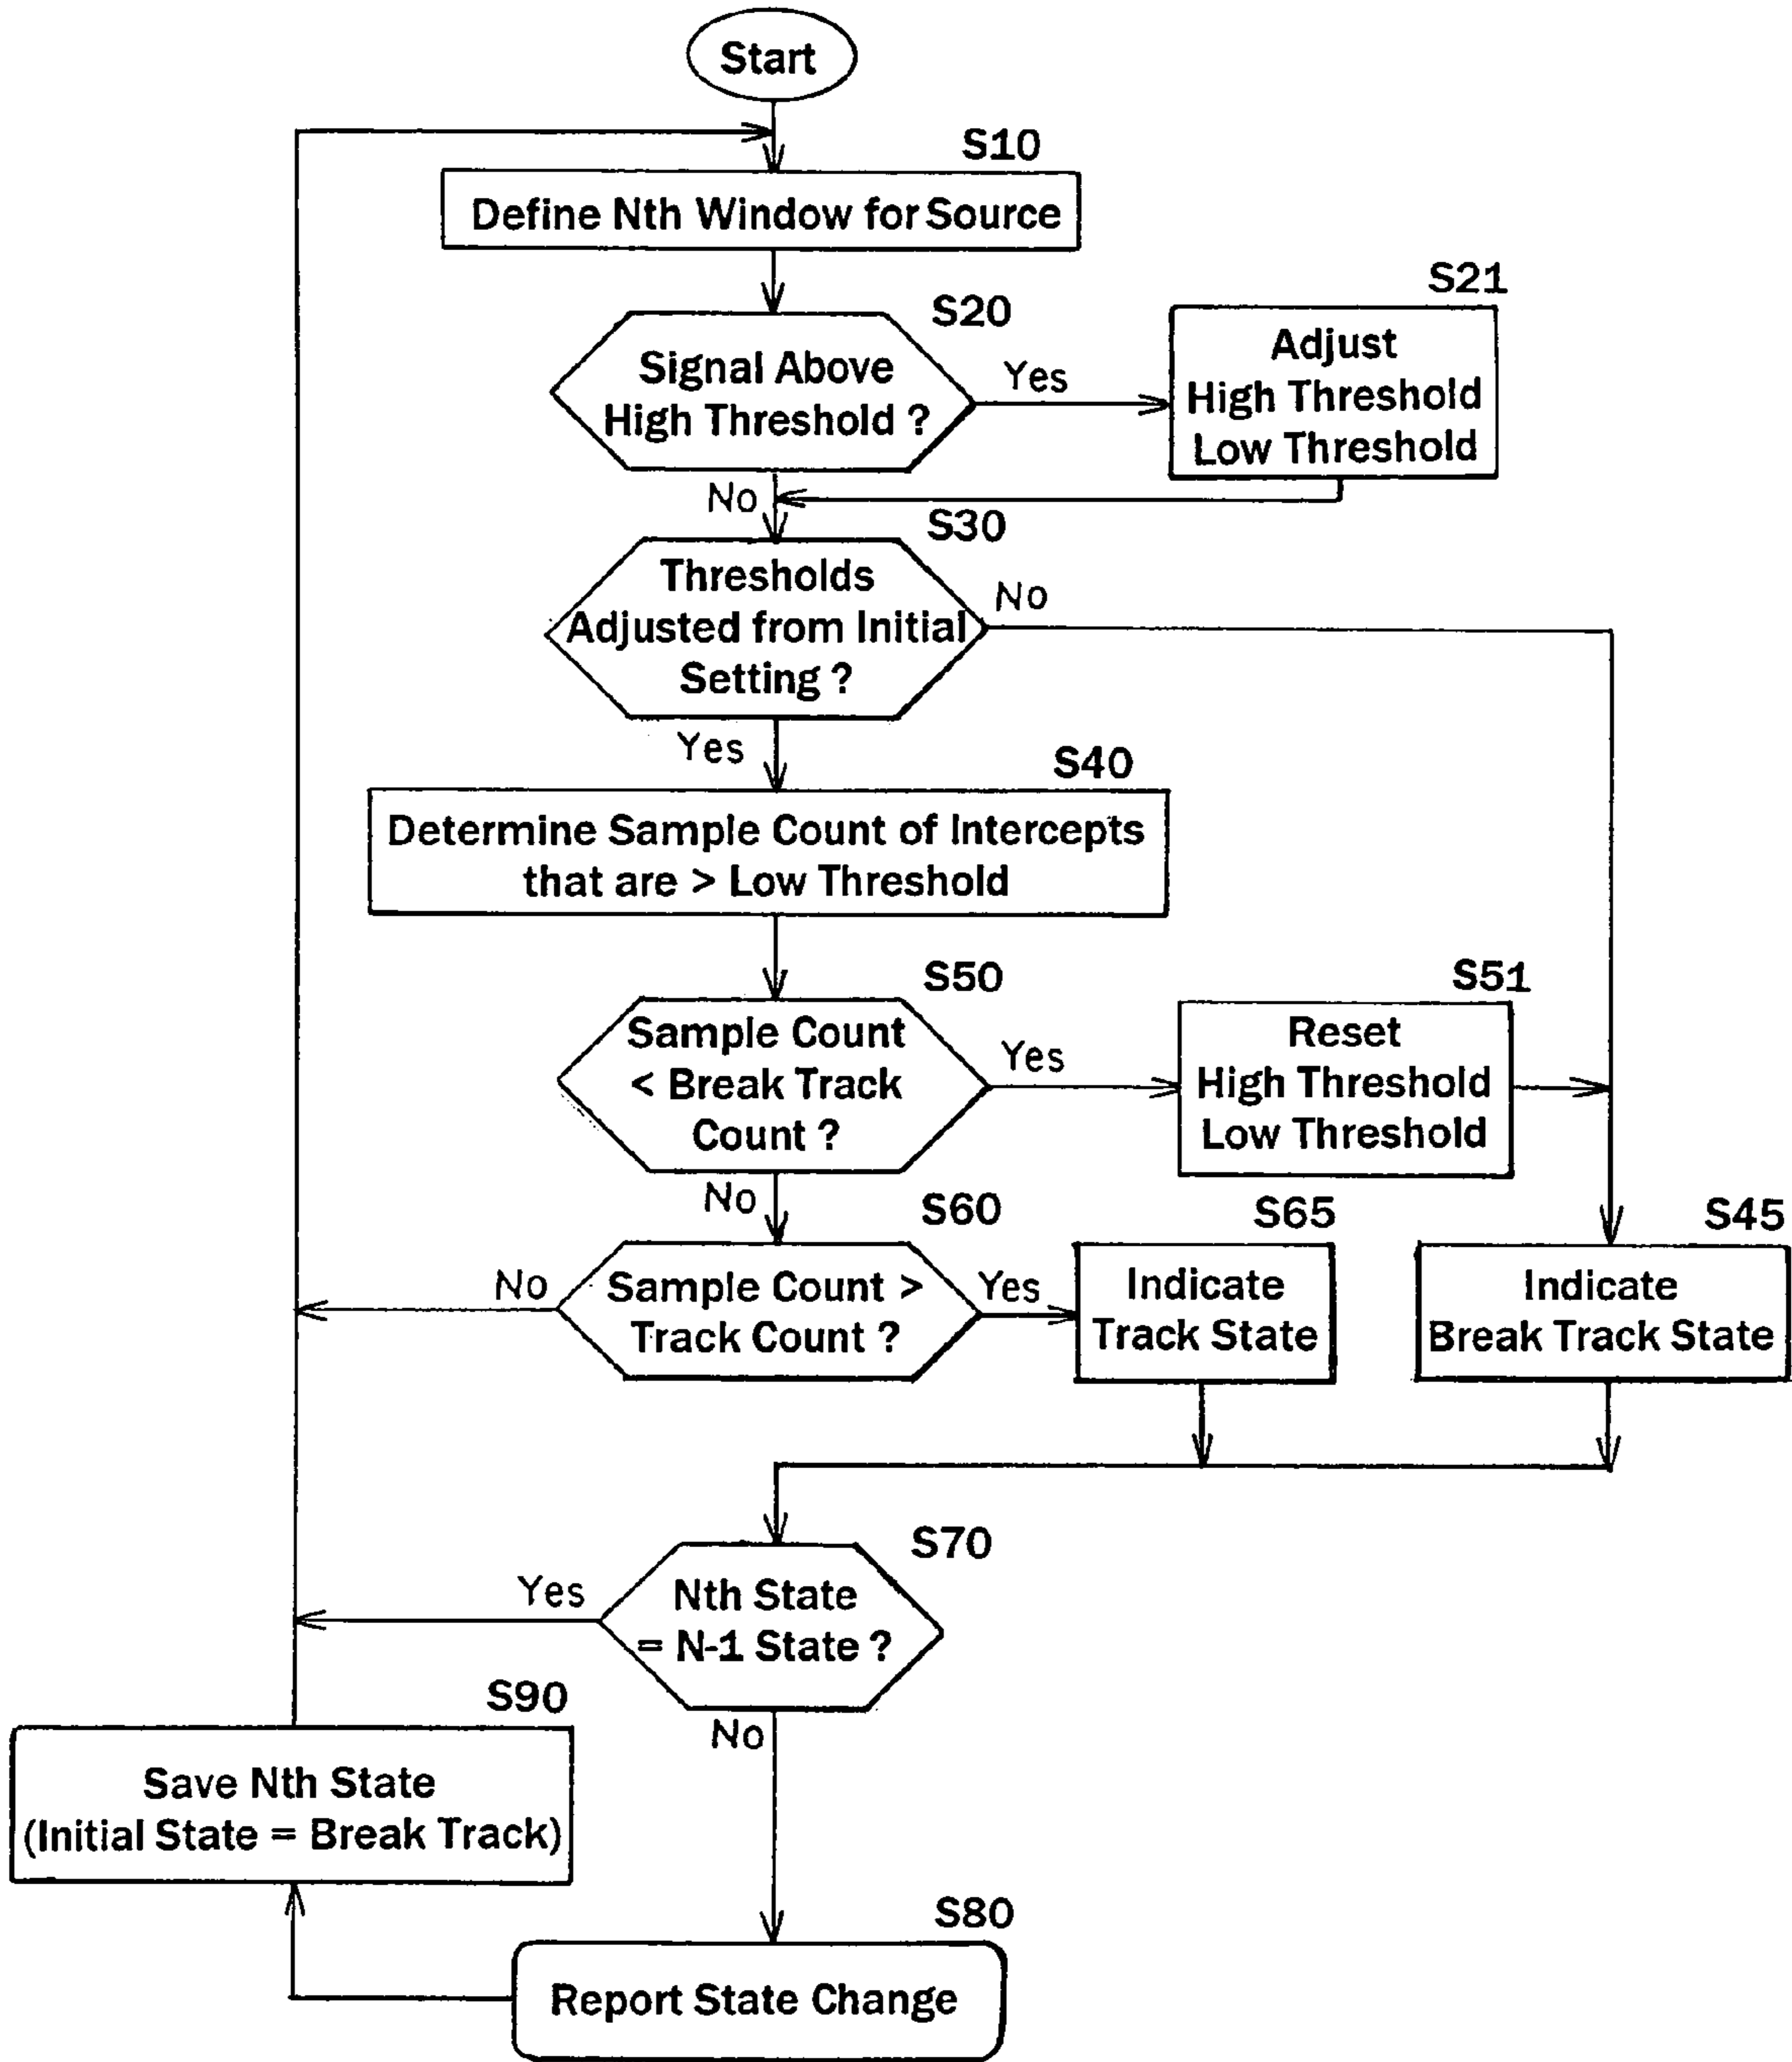 Start
S10
Define Nth Window for Source
S20
Signal Above
High Threshold ?
Yes
S21
Adjust
High Threshold
Low Threshold
No
S30
Thresholds
Adjusted from Initial
Setting ?
No
Yes
S40
Determine Sample Count of Intercepts
that are > Low Threshold
S50
Sample Count
< Break Track
Count ?
Yes
S51
Reset
High Threshold
Low Threshold
No
S60
Sample Count >
Track Count ?
No
Yes
S65
Indicate
Track State
S45
Indicate
Break Track State
S70
Nth State
= N-1 State ?
Yes
No
S90
Save Nth State
(Initial State = Break Track)
S80
Report State Change